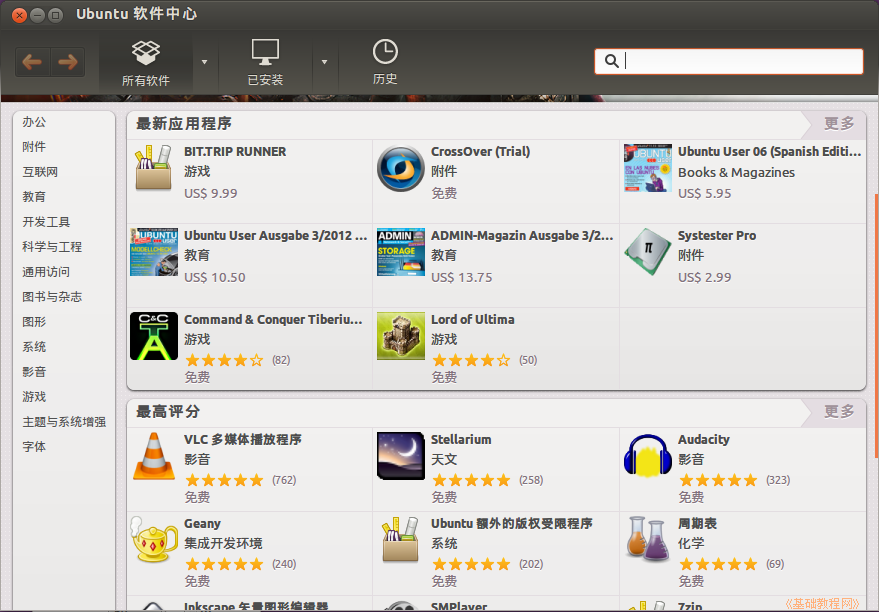 Ubuntu 软件中心
所有软件
已安装
历史
办公
附件
互联网
教育
开发工具
科学与工程
通用访问
图书与杂志
图形
系统
影音
游戏
主题与系统增强
字体
最新应用程序
更多
BIT.TRIP RUNNER
游戏
US$ 9.99
CrossOver (Trial)
附件
免费
Ubuntu User 06 (Spanish Editi...
Books & Magazines
US$ 5.95
Ubuntu User Ausgabe 3/2012 ...
教育
US$ 10.50
ADMIN
STORAGE
ADMIN-Magazin Ausgabe 3/2...
教育
US$ 13.75
π
Systester Pro
附件
US$ 2.99
C&C
TA
Command & Conquer Tiberiu...
游戏
(82)
免费
Lord of Ultima
游戏
(50)
免费
最高评分
更多
VLC 多媒体播放程序
影音
(762)
免费
Stellarium
天文
(258)
免费
Audacity
影音
(323)
免费
Geany
集成开发环境
(240)
免费
Ubuntu 额外的版权受限程序
系统
(202)
免费
周期表
化学
(69)
免费
Inkscape 矢量图形编辑器
SMPlayer
7zip
《基础教程网》